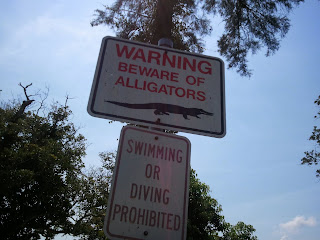 WARNING
BEWARE OF
ALLIGATORS
SWIMMING
OR
DIVING
PROHIBITED